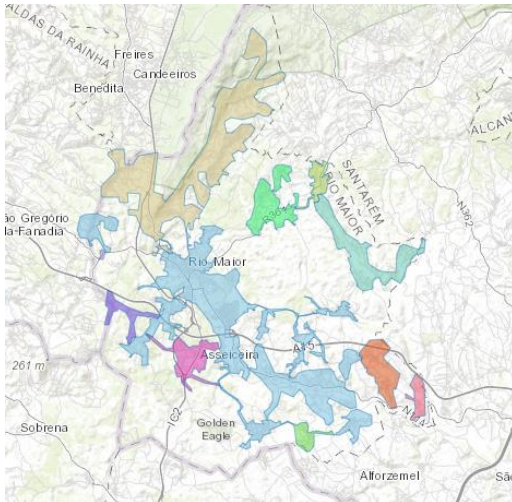 ALDAS DA RAINHA
Freires
Candeeiros
Benedita
ALCAN
SANTARÉM
RIO MAIOR
N362
ão Gregório
da-Fanadia
Rio Maior
A15
Asseiceira
261 m
IC2
Golden
Eagle
Sobrena
Alforzemel
São